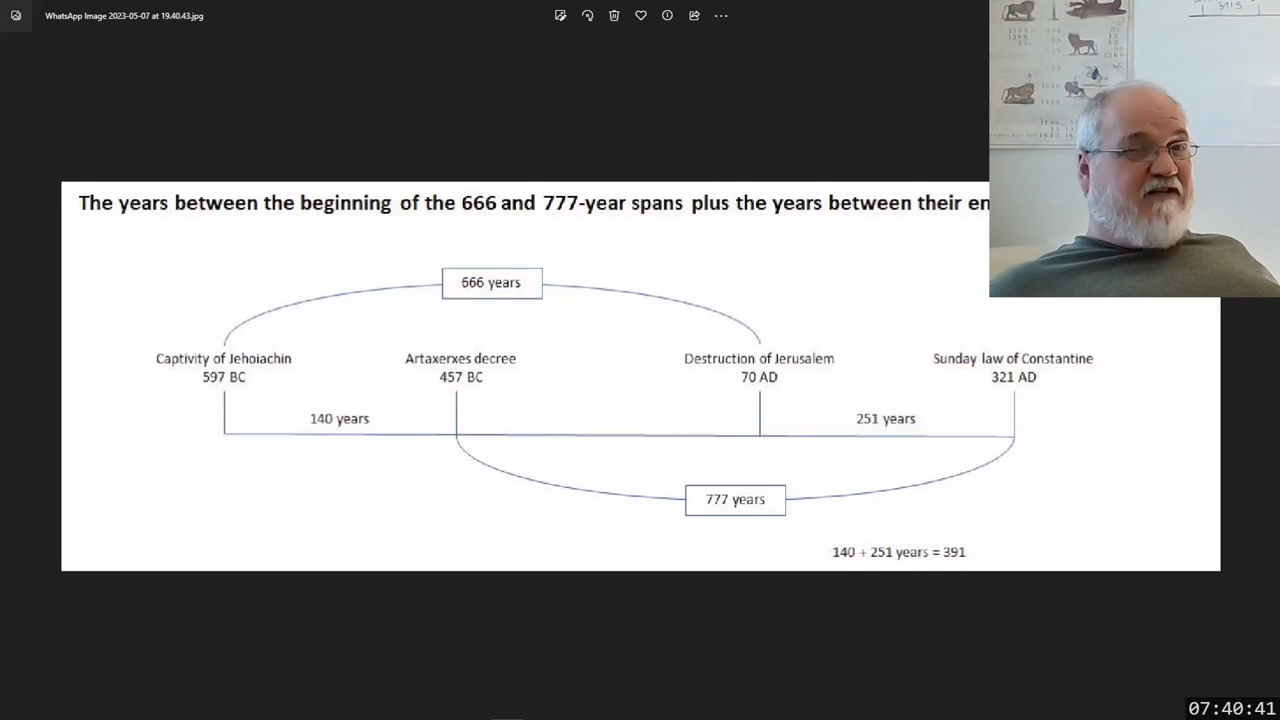 WhatsApp Image 2023-05-07 at 19.40.43.jpg
The years between the beginning of the 666 and 777-year spans plus the years between their
666 years
Captivity of Jehoiachin
597 BC
Artaxerxes decree
457 BC
Destruction of Jerusalem
70 AD
Sunday law of Constantine
321 AD
140 years
251 years
777 years
140 + 251 years = 391
07:40:41